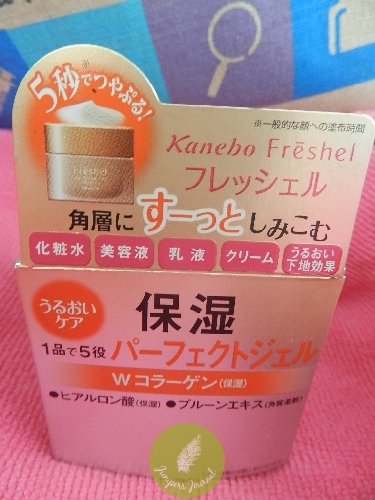 5秒でつやぷる!
※
※一般的な顔への塗布時間
Kanebo Freshel
フレッシェル
Freshel
角層に すーっと しみこむ
化粧水 美容液 乳液 クリーム うるおい下地効果
うるおいケア
保湿
1品で5役 パーフェクトジェル
Wコラーゲン(保湿)
●ヒアルロン酸(保湿) ●プルーンエキス(角質柔軟)
Junipers Journal